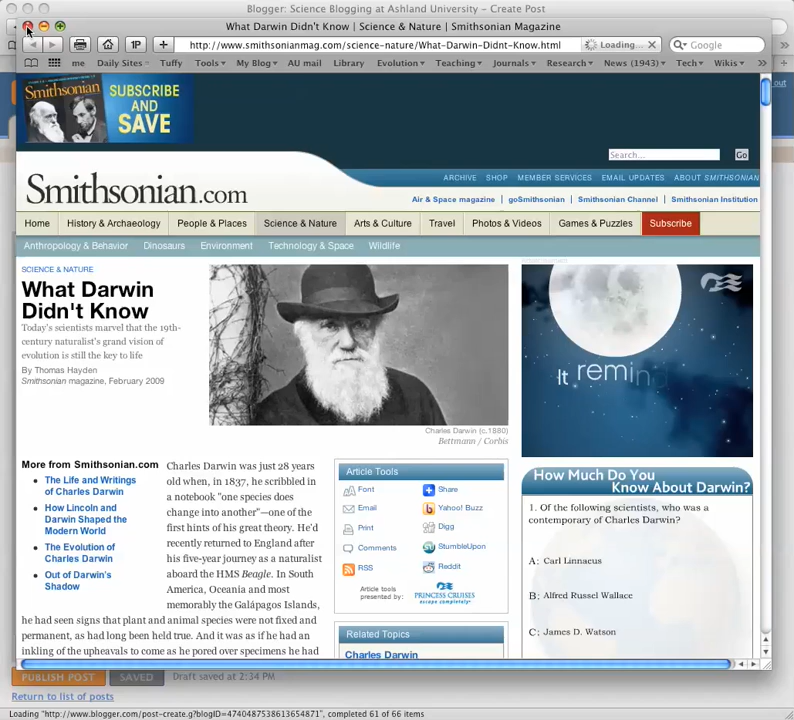 Blogger: Science Blogging at Ashland University - Create Post
What Darwin Didn't Know | Science & Nature | Smithsonian Magazine
1P
http://www.smithsonianmag.com/science-nature/What-Darwin-Didnt-Know.html
Loading...
Google
me Daily Sites Tuffy Tools My Blog AU mail Library Evolution Teaching Journals Research News (1943) Tech Wikis
out
Smithsonian
SUBSCRIBE
AND
SAVE
Search...
Go
ARCHIVE SHOP MEMBER SERVICES EMAIL UPDATES ABOUT SMITHSONIAN
Smithsonian.com
Air & Space magazine | goSmithsonian | Smithsonian Channel | Smithsonian Institution
Home History & Archaeology People & Places Science & Nature Arts & Culture Travel Photos & Videos Games & Puzzles Subscribe
Anthropology & Behavior Dinosaurs Environment Technology & Space Wildlife
SCIENCE & NATURE
What Darwin
Didn't Know
Today's scientists marvel that the 19th-
century naturalist's grand vision of
evolution is still the key to life
By Thomas Hayden
Smithsonian magazine, February 2009
Charles Darwin (c.1880)
Bettmann / Corbis
It remind
More from Smithsonian.com
The Life and Writings
of Charles Darwin
How Lincoln and
Darwin Shaped the
Modern World
The Evolution of
Charles Darwin
Out of Darwin's
Shadow
Charles Darwin was just 28 years
old when, in 1837, he scribbled in
a notebook "one species does
change into another"—one of the
first hints of his great theory. He'd
recently returned to England after
his five-year journey as a naturalist
aboard the HMS Beagle. In South
America, Oceania and most
memorably the Galápagos Islands,
he had seen signs that plant and animal species were not fixed and
permanent, as had long been held true. And it was as if he had an
inkling of the upheavals to come as he pored over specimens he had
Article Tools
Font Share
Email Yahoo! Buzz
Print Digg
Comments StumbleUpon
RSS Reddit
Article tools
presented by:
PRINCESS CRUISES
escape completely
Related Topics
Charles Darwin
How Much Do You
Know About Darwin?
1. Of the following scientists, who was a
contemporary of Charles Darwin?
A: Carl Linnaeus
B: Alfred Russel Wallace
C: James D. Watson
PUBLISH POST SAVED Draft saved at 2:34 PM
Return to list of posts
Loading "http://www.blogger.com/post-create.g?blogID=4740487538613654871", completed 61 of 66 items